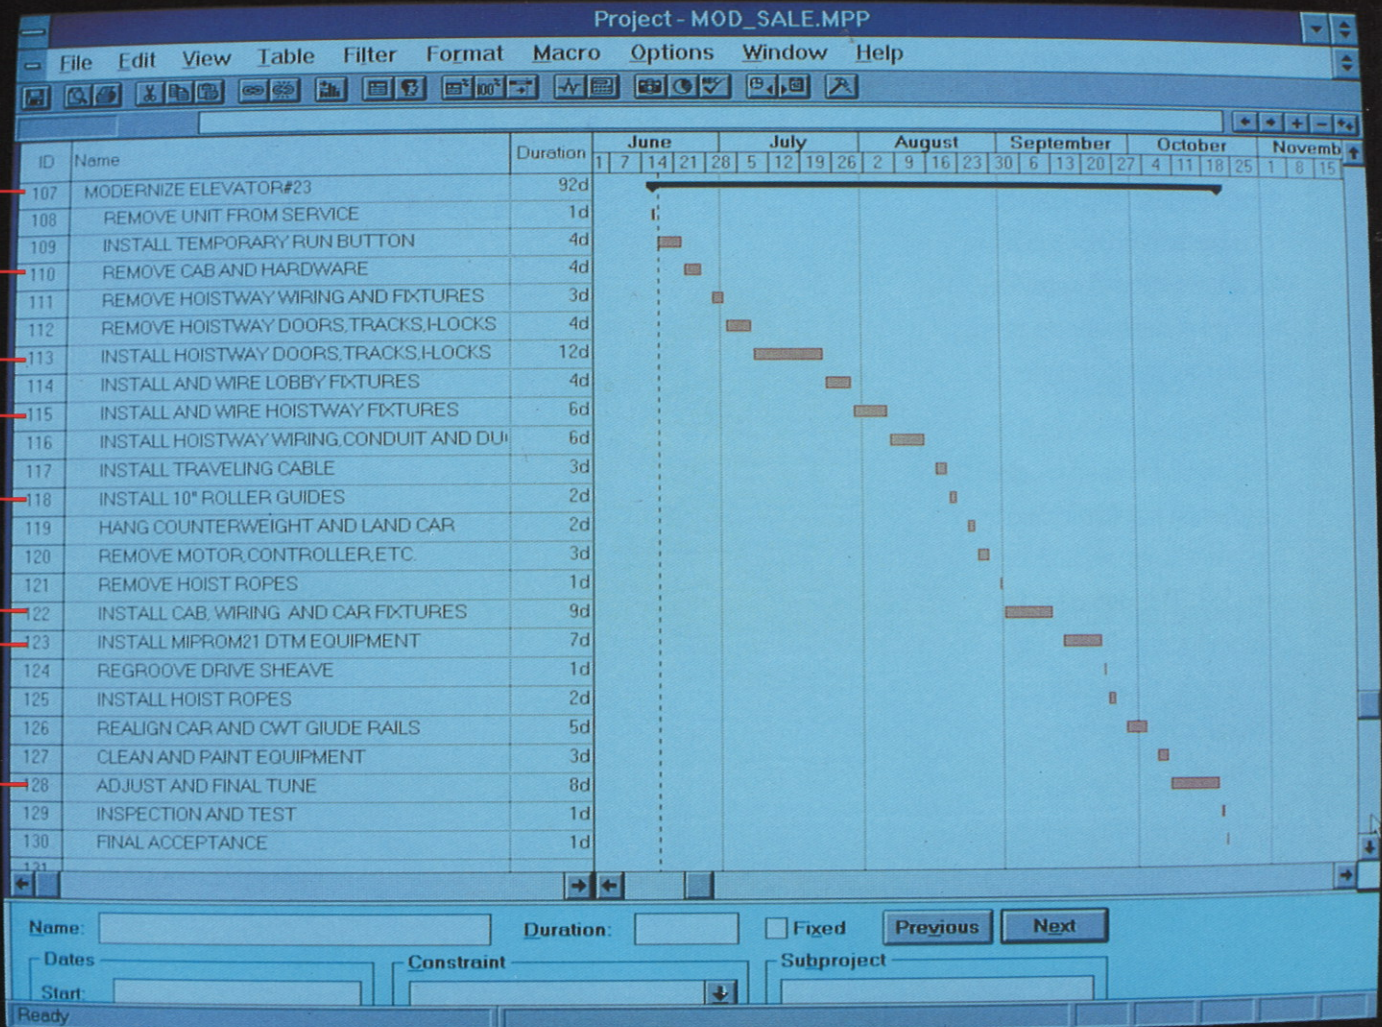 Project - MOD_SALE.MPP
File Edit View Table Filter Format Macro Options Window Help
ID Name Duration June July August September October Novemb
1 7 14 21 28 5 12 19 26 2 9 16 23 30 6 13 20 27 4 11 18 25 1 8 15
107 MODERNIZE ELEVATOR#23 92d
108 REMOVE UNIT FROM SERVICE 1d
109 INSTALL TEMPORARY RUN BUTTON 4d
110 REMOVE CAB AND HARDWARE 4d
111 REMOVE HOISTWAY WIRING AND FIXTURES 3d
112 REMOVE HOISTWAY DOORS,TRACKS,I-LOCKS 4d
113 INSTALL HOISTWAY DOORS,TRACKS,I-LOCKS 12d
114 INSTALL AND WIRE LOBBY FIXTURES 4d
115 INSTALL AND WIRE HOISTWAY FIXTURES 6d
116 INSTALL HOISTWAY WIRING,CONDUIT AND DU 6d
117 INSTALL TRAVELING CABLE 3d
118 INSTALL 10" ROLLER GUIDES 2d
119 HANG COUNTERWEIGHT AND LAND CAR 2d
120 REMOVE MOTOR,CONTROLLER,ETC. 3d
121 REMOVE HOIST ROPES 1d
122 INSTALL CAB, WIRING AND CAR FIXTURES 9d
123 INSTALL MIPROM21 DTM EQUIPMENT 7d
124 REGROOVE DRIVE SHEAVE 1d
125 INSTALL HOIST ROPES 2d
126 REALIGN CAR AND CWT GIUDE RAILS 5d
127 CLEAN AND PAINT EQUIPMENT 3d
128 ADJUST AND FINAL TUNE 8d
129 INSPECTION AND TEST 1d
130 FINAL ACCEPTANCE 1d
131
Name: Duration: Fixed Previous Next
Dates Constraint Subproject
Start:
Ready